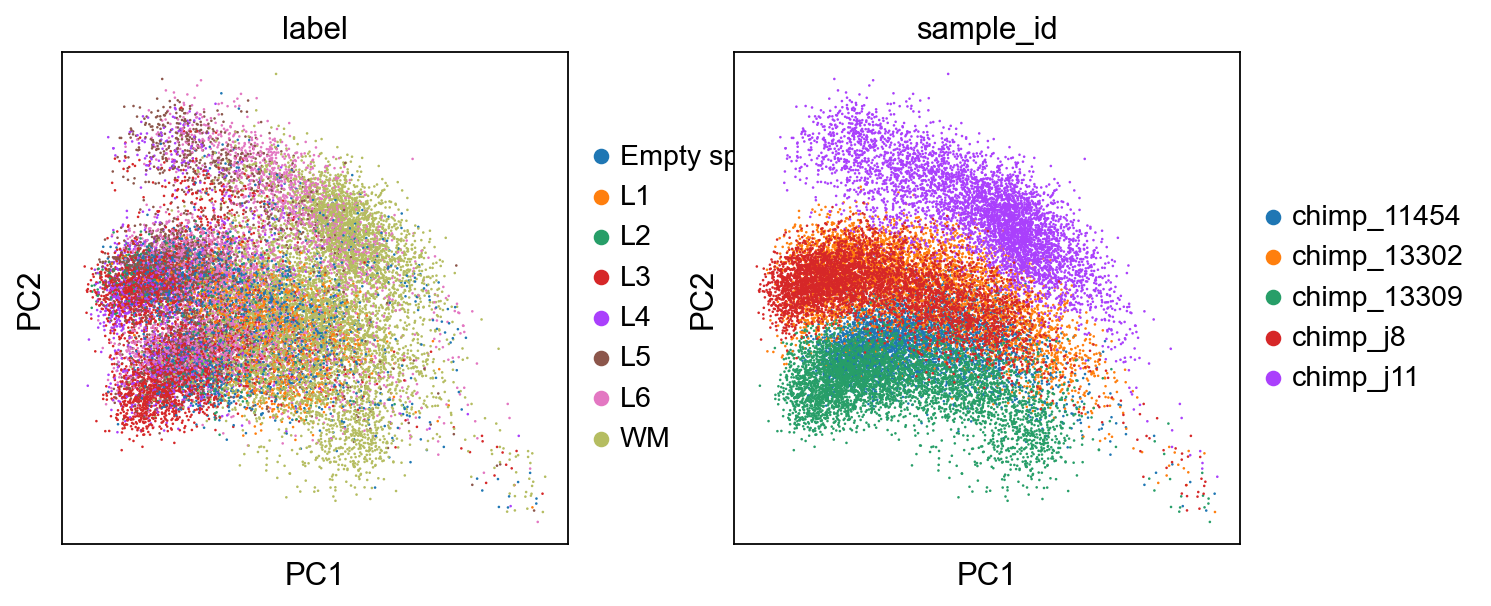 label
sample_id
PC2
PC1
Empty sp
L1
L2
L3
L4
L5
L6
WM
PC2
PC1
chimp_11454
chimp_13302
chimp_13309
chimp_j8
chimp_j11